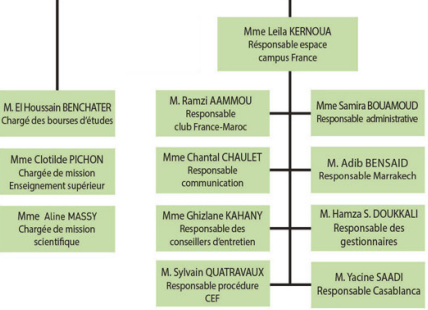 Mme Leila KERNOUA
Résponsable espace
campus France
M. El Houssain BENCHATER
Chargé des bourses d'études
Mme Clotilde PICHON
Chargée de mission
Enseignement supérieur
Mme Aline MASSY
Chargée de mission
scientifique
M. Ramzi AAMMOU
Responsable
club France-Maroc
Mme Samira BOUAMOUD
Responsable administrative
Mme Chantal CHAULET
Responsable
communication
M. Adib BENSAID
Responsable Marrakech
Mme Ghizlane KAHANY
Responsable des
conseillers d'entretien
M. Hamza S. DOUKKALI
Responsable des
gestionnaires
M. Sylvain QUATRAVAUX
Responsable procédure
CEF
M. Yacine SAADI
Responsable Casablanca